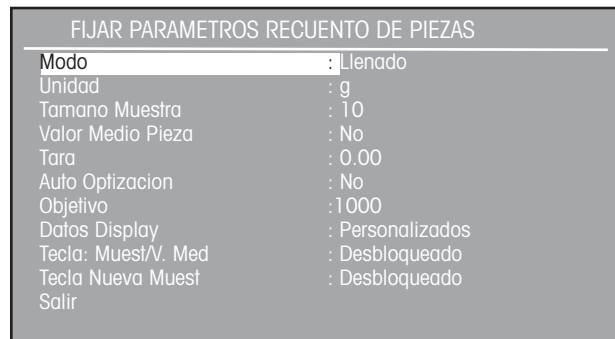 FIJAR PARAMETROS RECUENTO DE PIEZAS
Modo : Llenado
Unidad : g
Tamano Muestra : 10
Valor Medio Pieza : No
Tara : 0.00
Auto Optizacion : No
Objetivo :1000
Datos Display : Personalizados
Tecla: Muest/V. Med : Desbloqueado
Tecla Nueva Muest : Desbloqueado
Salir